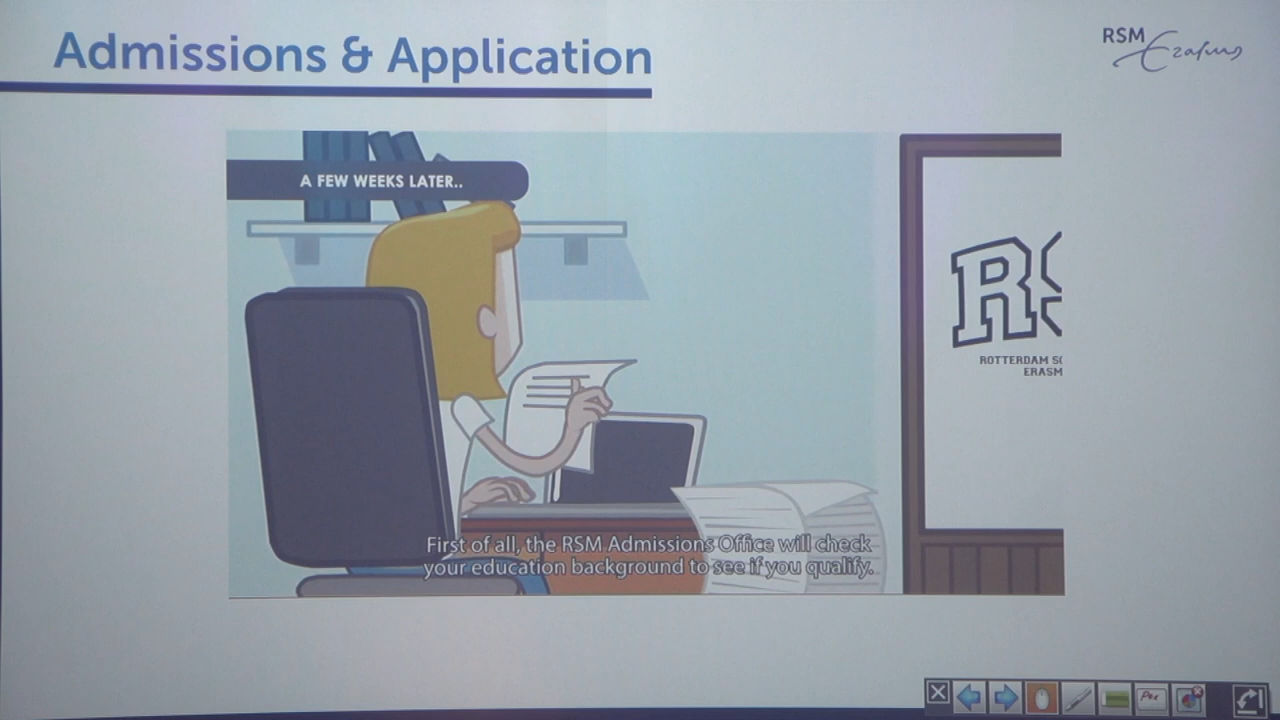 Admissions & Application
RSM
Erasmus
A FEW WEEKS LATER..
R
ROTTERDAM S
ERASM
First of all, the RSM Admissions Office will check
your education background to see if you qualify.